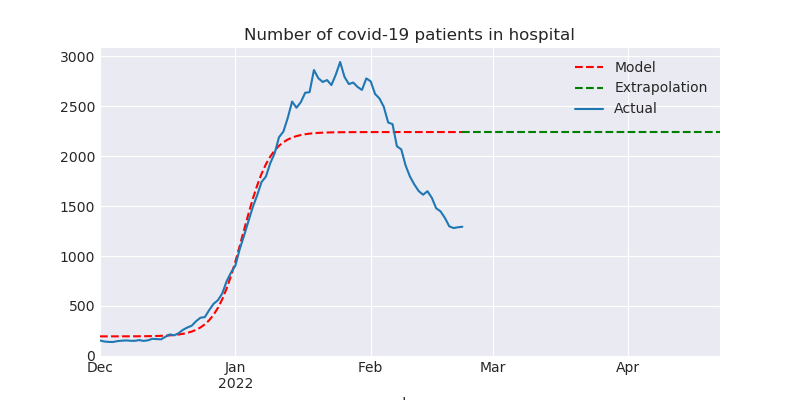 Number of covid-19 patients in hospital
3000
2500
2000
1500
1000
500
0
Model
Extrapolation
Actual
Dec
Jan
2022
Feb
Mar
Apr